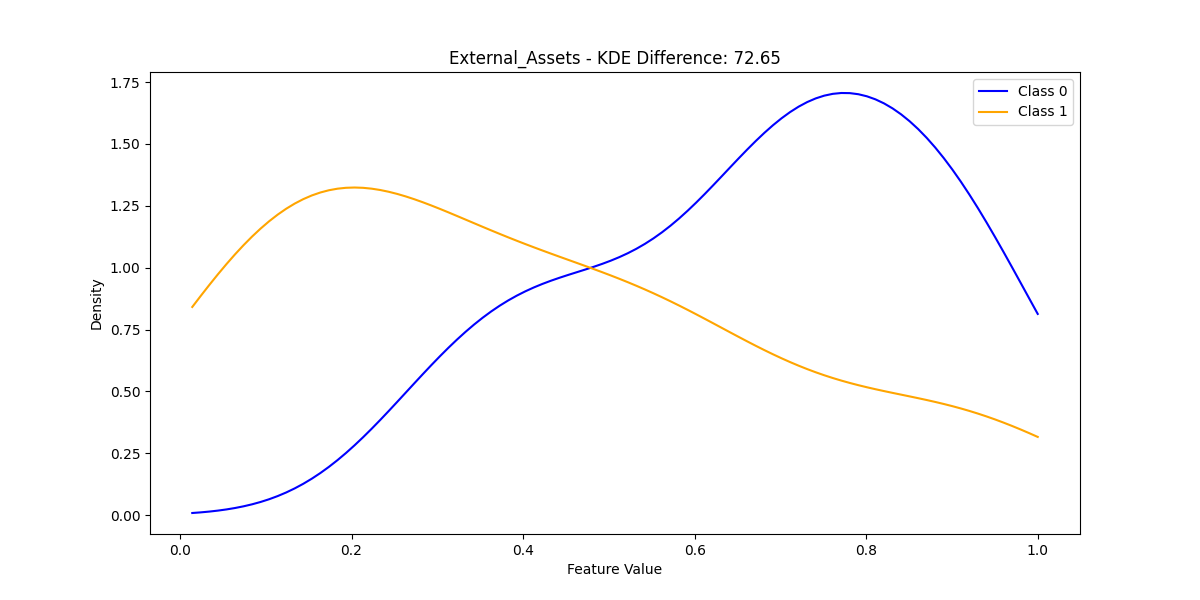 External_Assets - KDE Difference: 72.65
Class 0
Class 1
1.75
1.50
1.25
1.00
0.75
0.50
0.25
0.00
Density
0.0 0.2 0.4 0.6 0.8 1.0
Feature Value